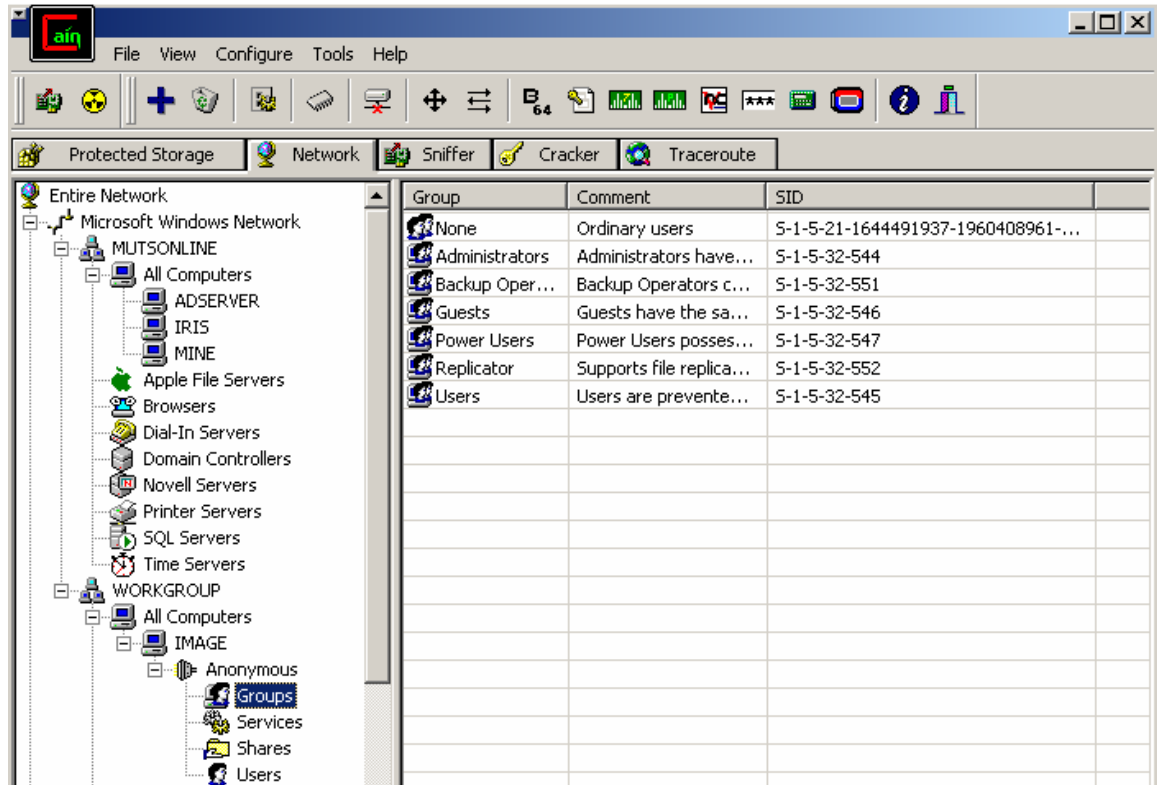 Cain
File View Configure Tools Help
B64
***
Protected Storage Network Sniffer Cracker Traceroute
Entire Network
Microsoft Windows Network
MUTSONLINE
All Computers
ADSERVER
IRIS
MINE
Apple File Servers
Browsers
Dial-In Servers
Domain Controllers
Novell Servers
Printer Servers
SQL Servers
Time Servers
WORKGROUP
All Computers
IMAGE
Anonymous
Groups
Services
Shares
Users
Group Comment SID
None Ordinary users S-1-5-21-1644491937-1960408961-...
Administrators Administrators have... S-1-5-32-544
Backup Oper... Backup Operators c... S-1-5-32-551
Guests Guests have the sa... S-1-5-32-546
Power Users Power Users posses... S-1-5-32-547
Replicator Supports file replica... S-1-5-32-552
Users Users are prevente... S-1-5-32-545